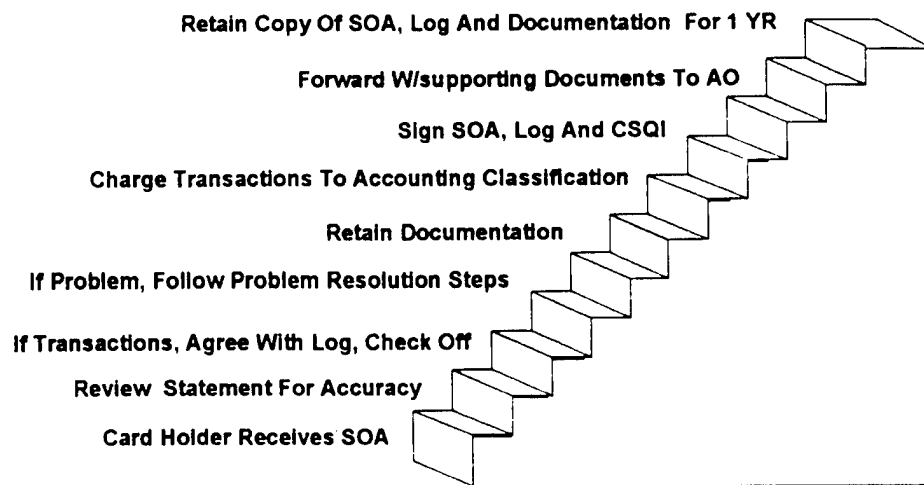 Retain Copy Of SOA, Log And Documentation For 1 YR
Forward W/supporting Documents To AO
Sign SOA, Log And CSQI
Charge Transactions To Accounting Classification
Retain Documentation
If Problem, Follow Problem Resolution Steps
If Transactions, Agree With Log, Check Off
Review Statement For Accuracy
Card Holder Receives SOA